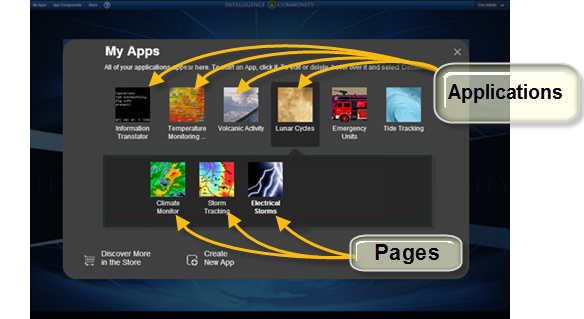 My Apps App Components Store ?
INTELLIGENCE COMMUNITY
My Apps
All of your applications appear here. To start an App, click it. To edit or delete, hover over it and select 'Details
Information
Translator
Temperature
Monitoring ...
Volcanic Activity
Lunar Cycles
Emergency
Units
Tide Tracking
Applications
Climate
Monitor
Storm
Tracking
Electrical
Storms
Pages
Discover More
in the Store
Create
New App